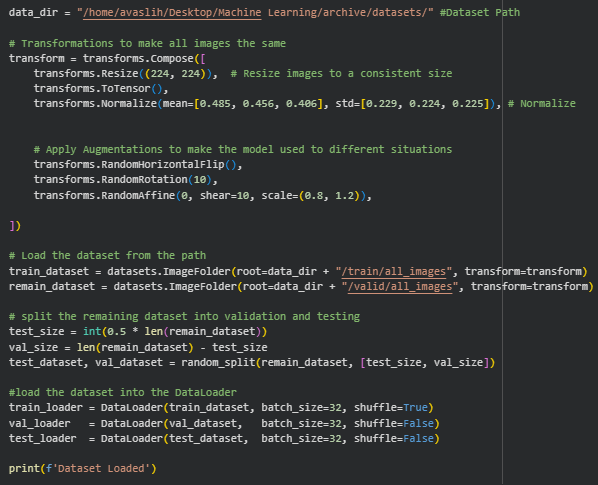 data_dir = "/home/avaslih/Desktop/Machine Learning/archive/datasets/" #Dataset Path
# Transformations to make all images the same
transform = transforms.Compose([
    transforms.Resize((224, 224)),  # Resize images to a consistent size
    transforms.ToTensor(),
    transforms.Normalize(mean=[0.485, 0.456, 0.406], std=[0.229, 0.224, 0.225]), # Normalize
    # Apply Augmentations to make the model used to different situations
    transforms.RandomHorizontalFlip(),
    transforms.RandomRotation(10),
    transforms.RandomAffine(0, shear=10, scale=(0.8, 1.2)),
])
# Load the dataset from the path
train_dataset = datasets.ImageFolder(root=data_dir + "/train/all_images", transform=transform)
remain_dataset = datasets.ImageFolder(root=data_dir + "/valid/all_images", transform=transform)
# split the remaining dataset into validation and testing
test_size = int(0.5 * len(remain_dataset))
val_size = len(remain_dataset) - test_size
test_dataset, val_dataset = random_split(remain_dataset, [test_size, val_size])
#load the dataset into the DataLoader
train_loader = DataLoader(train_dataset, batch_size=32, shuffle=True)
val_loader   = DataLoader(val_dataset,   batch_size=32, shuffle=False)
test_loader  = DataLoader(test_dataset,  batch_size=32, shuffle=False)
print(f'Dataset Loaded')